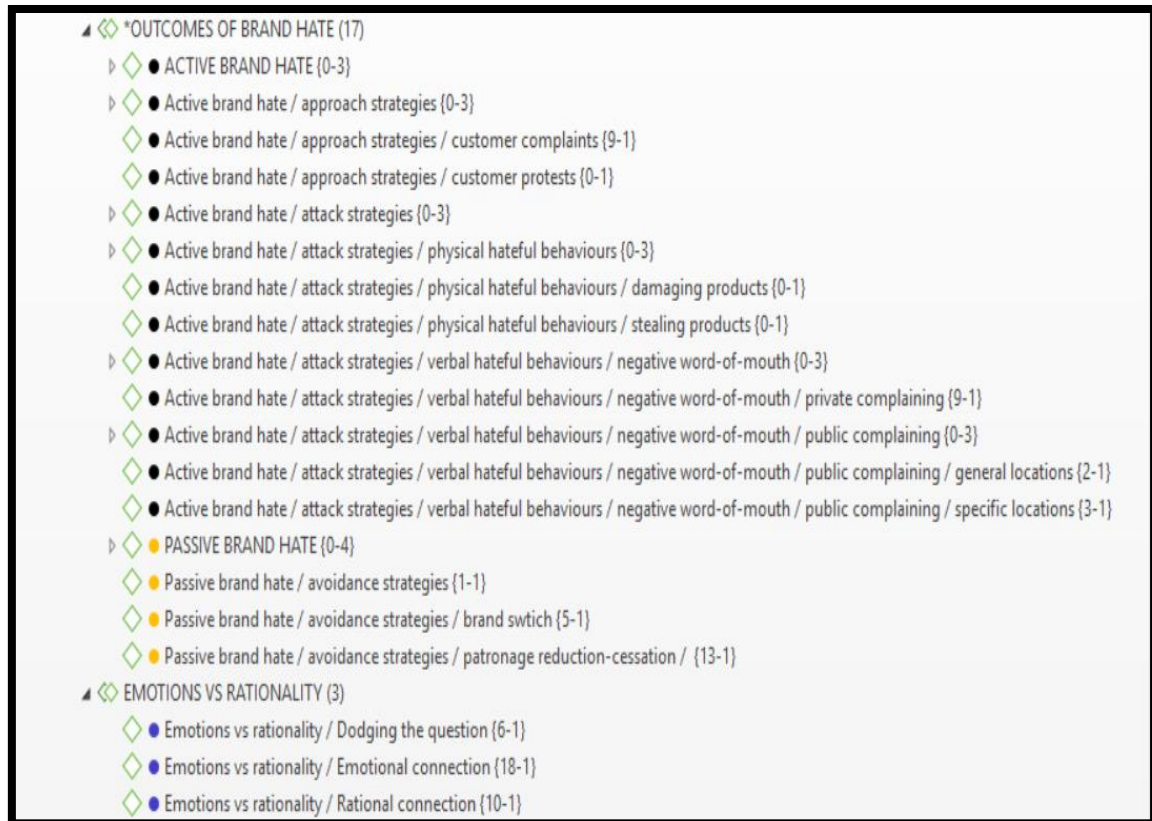 *OUTCOMES OF BRAND HATE (17)
ACTIVE BRAND HATE {0-3}
Active brand hate / approach strategies {0-3}
Active brand hate / approach strategies / customer complaints {9-1}
Active brand hate / approach strategies / customer protests {0-1}
Active brand hate / attack strategies {0-3}
Active brand hate / attack strategies / physical hateful behaviours {0-3}
Active brand hate / attack strategies / physical hateful behaviours / damaging products {0-1}
Active brand hate / attack strategies / physical hateful behaviours / stealing products {0-1}
Active brand hate / attack strategies / verbal hateful behaviours / negative word-of-mouth {0-3}
Active brand hate / attack strategies / verbal hateful behaviours / negative word-of-mouth / private complaining {9-1}
Active brand hate / attack strategies / verbal hateful behaviours / negative word-of-mouth / public complaining {0-3}
Active brand hate / attack strategies / verbal hateful behaviours / negative word-of-mouth / public complaining / general locations {2-1}
Active brand hate / attack strategies / verbal hateful behaviours / negative word-of-mouth / public complaining / specific locations {3-1}
PASSIVE BRAND HATE {0-4}
Passive brand hate / avoidance strategies {1-1}
Passive brand hate / avoidance strategies / brand swtich {5-1}
Passive brand hate / avoidance strategies / patronage reduction-cessation / {13-1}
EMOTIONS VS RATIONALITY (3)
Emotions vs rationality / Dodging the question {6-1}
Emotions vs rationality / Emotional connection {18-1}
Emotions vs rationality / Rational connection {10-1}